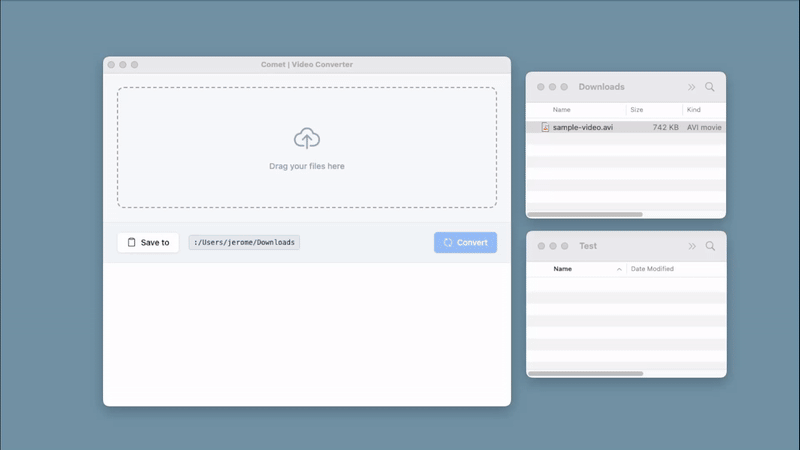 Comet | Video Converter
Drag your files here
Save to
:/Users/jerome/Downloads
Convert
Downloads
Name Size Kind
sample-video.avi 742 KB AVI movie
Test
Name Date Modified